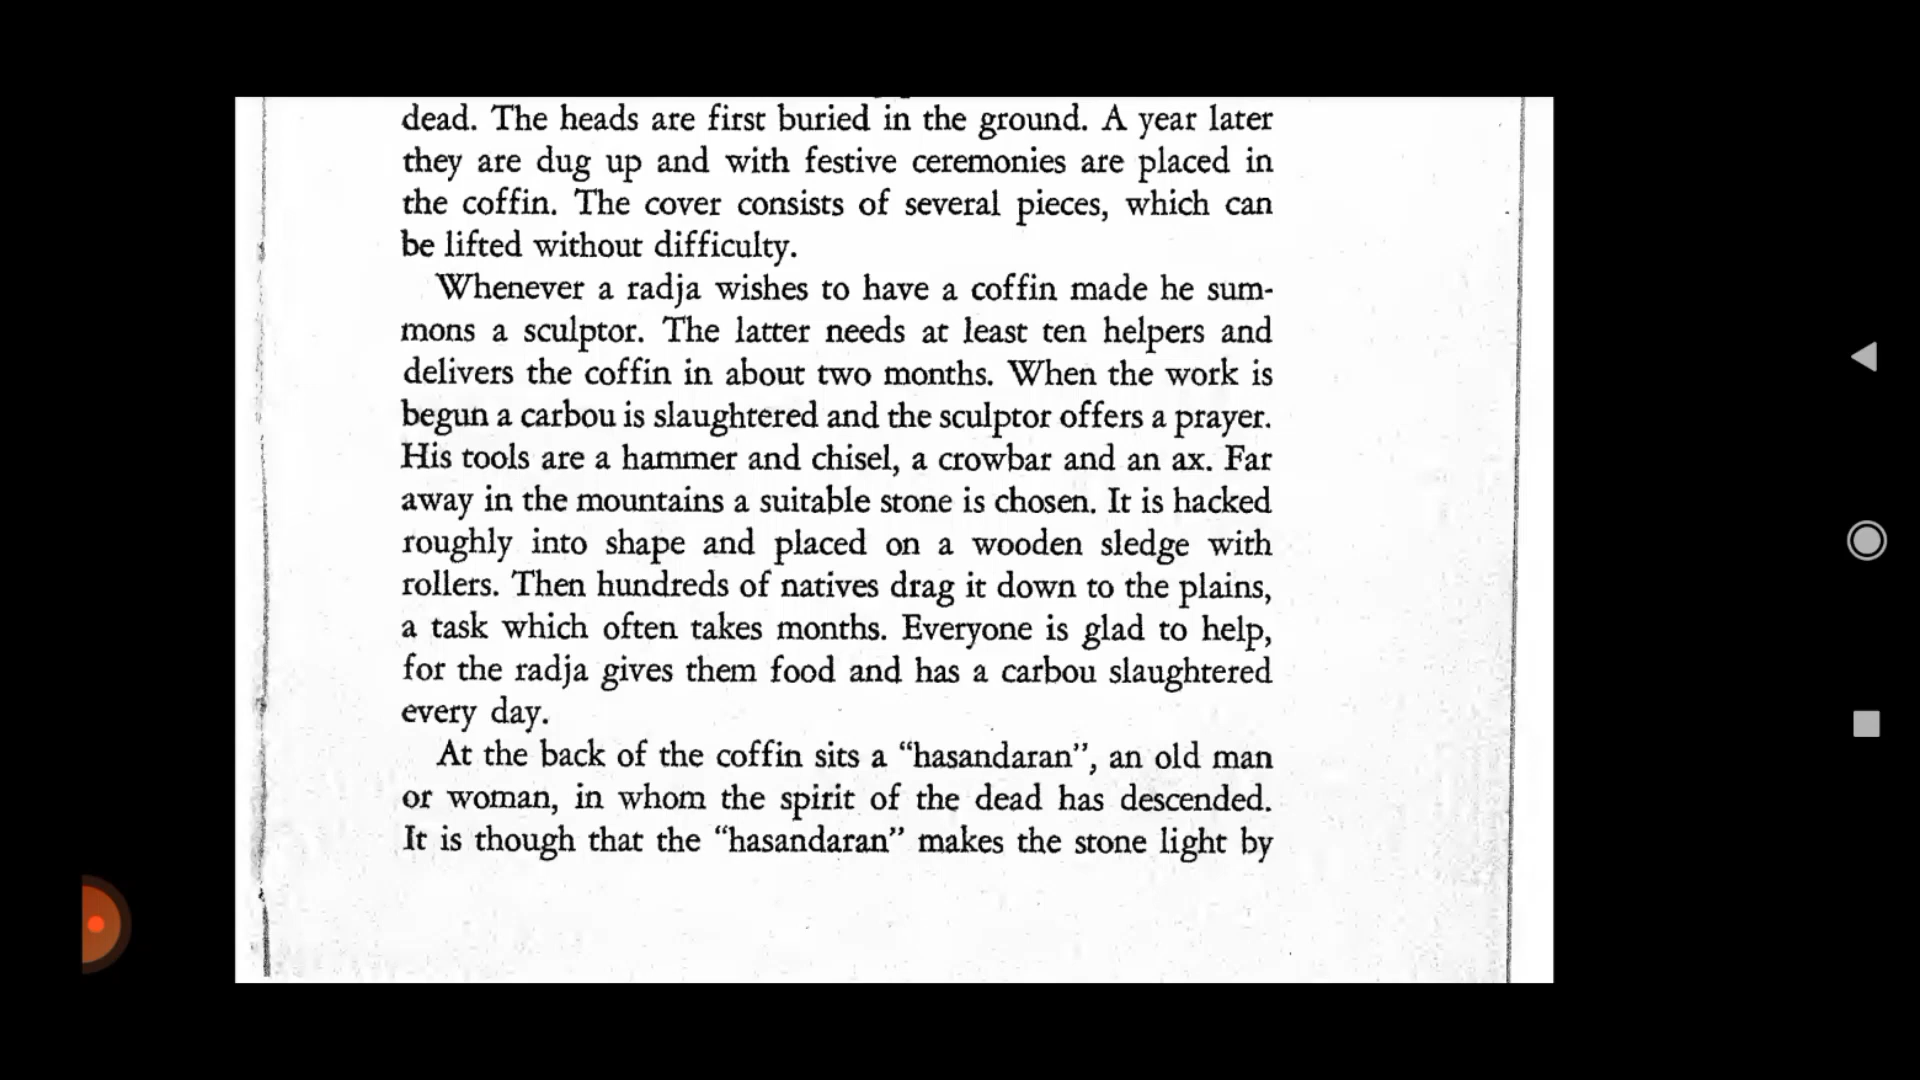 dead. The heads are first buried in the ground. A year later
they are dug up and with festive ceremonies are placed in
the coffin. The cover consists of several pieces, which can
be lifted without difficulty.
Whenever a radja wishes to have a coffin made he sum-
mons a sculptor. The latter needs at least ten helpers and
delivers the coffin in about two months. When the work is
begun a carbou is slaughtered and the sculptor offers a prayer.
His tools are a hammer and chisel, a crowbar and an ax. Far
away in the mountains a suitable stone is chosen. It is hacked
roughly into shape and placed on a wooden sledge with
rollers. Then hundreds of natives drag it down to the plains,
a task which often takes months. Everyone is glad to help,
for the radja gives them food and has a carbou slaughtered
every day.
At the back of the coffin sits a “hasandaran”, an old man
or woman, in whom the spirit of the dead has descended.
It is though that the “hasandaran” makes the stone light by